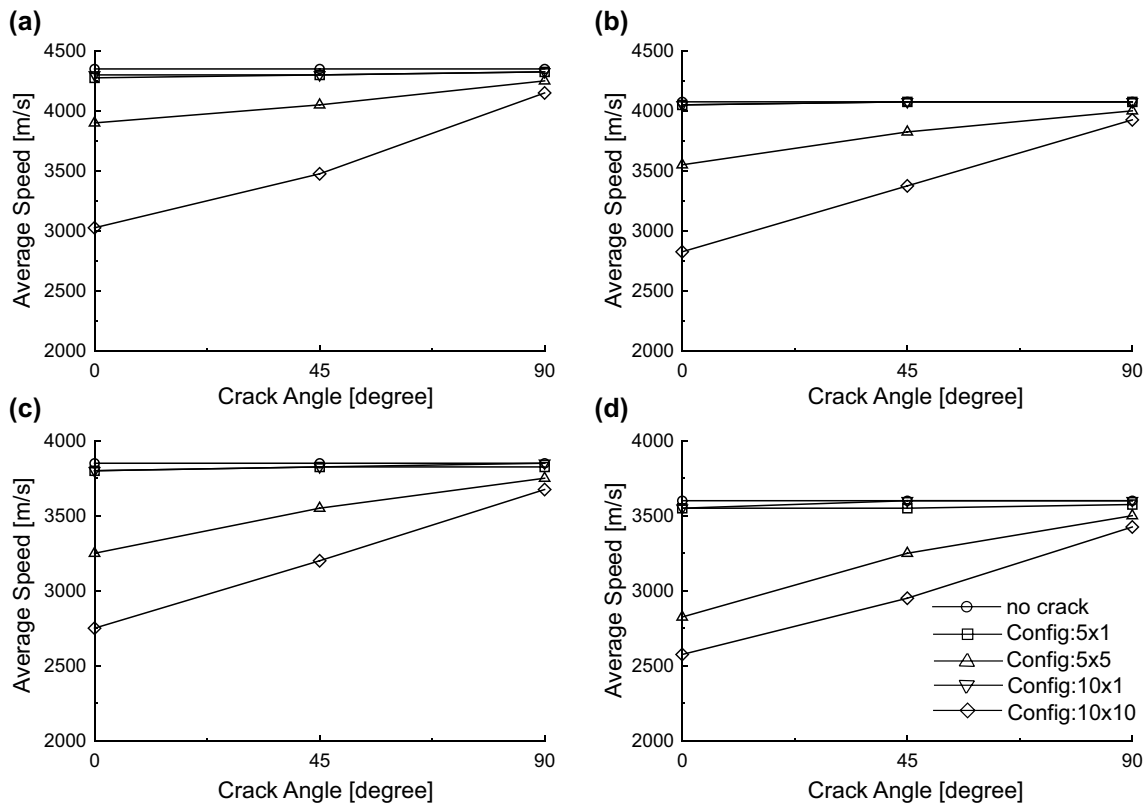 (a)
4500
4000
3500
3000
2500
2000
Average Speed [m/s]
0
45
90
Crack Angle [degree]
(b)
4500
4000
3500
3000
2500
2000
Average Speed [m/s]
0
45
90
Crack Angle [degree]
(c)
4000
3500
3000
2500
2000
Average Speed [m/s]
0
45
90
Crack Angle [degree]
(d)
4000
3500
3000
2500
2000
Average Speed [m/s]
no crack
Config:5x1
Config:5x5
Config:10x1
Config:10x10
0
45
90
Crack Angle [degree]